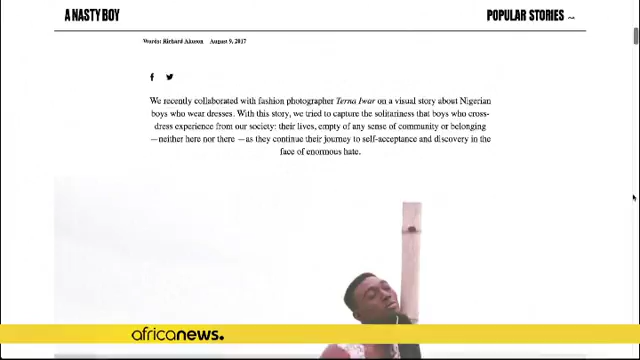 A NASTY BOY
POPULAR STORIES
Words: Richard Akuson August 9, 2017
We recently collaborated with fashion photographer Terna Iwar on a visual story about Nigerian
boys who wear dresses. With this story, we tried to capture the solitariness that boys who cross-
dress experience from our society: their lives, empty of any sense of community or belonging
—neither here nor there —as they continue their journey to self-acceptance and discovery in the
face of enormous hate.
africanews.